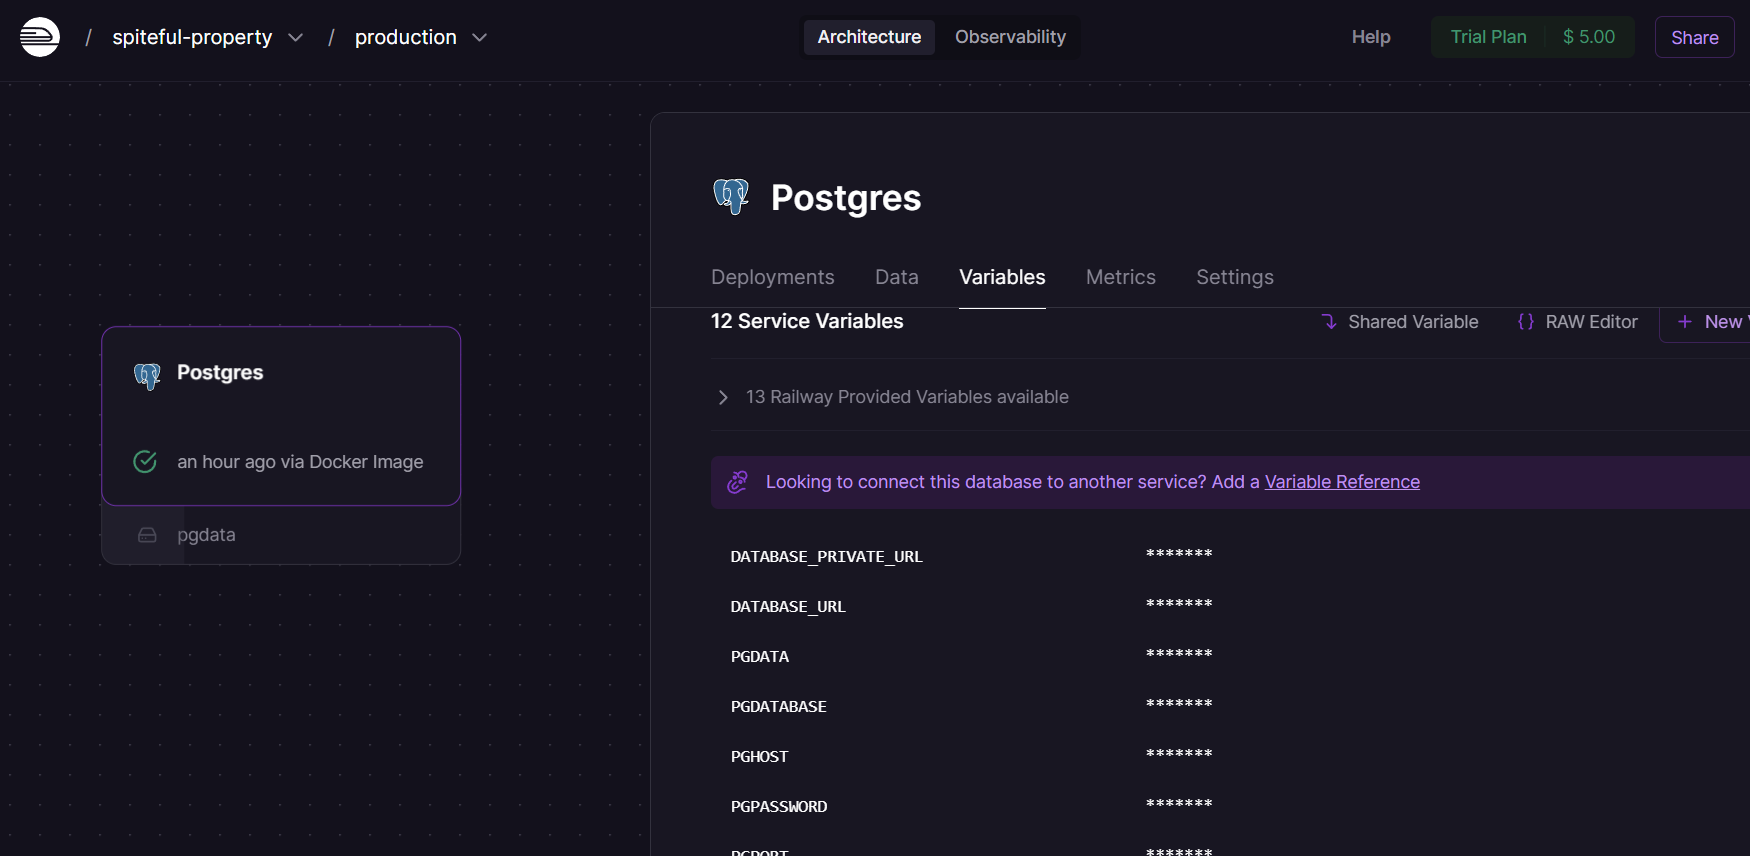 / spiteful-property / production
Architecture Observability
Help Trial Plan $ 5.00 Share
Postgres
an hour ago via Docker Image
pgdata
Postgres
Deployments Data Variables Metrics Settings
12 Service Variables
Shared Variable {} RAW Editor + New
13 Railway Provided Variables available
Looking to connect this database to another service? Add a Variable Reference
DATABASE_PRIVATE_URL *******
DATABASE_URL *******
PGDATA *******
PGDATABASE *******
PGHOST *******
PGPASSWORD *******
PGPORT *******